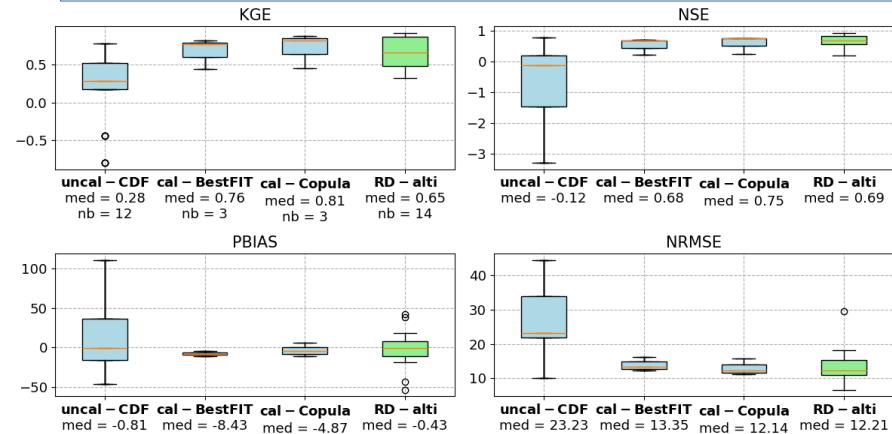 KGE
0.5
0.0
−0.5
uncal−CDF cal−BestFIT cal−Copula RD−alti
med = 0.28 med = 0.76 med = 0.81 med = 0.65
nb = 12 nb = 3 nb = 3 nb = 14
NSE
1
0
−1
−2
−3
uncal−CDF cal−BestFIT cal−Copula RD−alti
med = -0.12 med = 0.68 med = 0.75 med = 0.69
PBIAS
100
50
0
−50
uncal−CDF cal−BestFIT cal−Copula RD−alti
med = -0.81 med = -8.43 med = -4.87 med = -0.43
NRMSE
40
30
20
10
uncal−CDF cal−BestFIT cal−Copula RD−alti
med = 23.23 med = 13.35 med = 12.14 med = 12.21